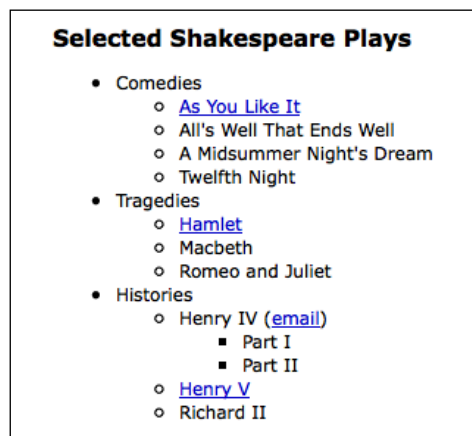 Selected Shakespeare Plays
Comedies
As You Like It
All's Well That Ends Well
A Midsummer Night's Dream
Twelfth Night
Tragedies
Hamlet
Macbeth
Romeo and Juliet
Histories
Henry IV (email)
Part I
Part II
Henry V
Richard II